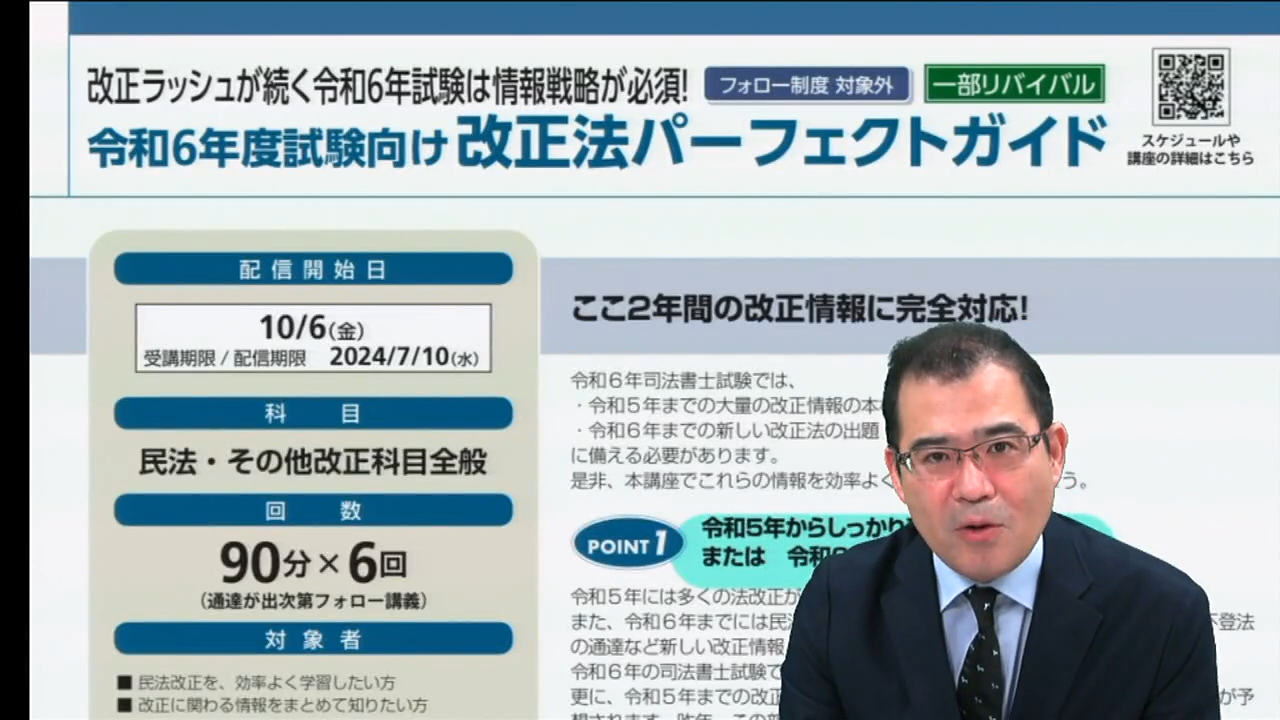 改正ラッシュが続く令和6年試験は情報戦略が必須!
フォロー制度 対象外
一部リバイバル
令和6年度試験向け 改正法パーフェクトガイド
スケジュールや
講座の詳細はこちら
配信開始日
10/6(金)
受講期限 / 配信期限 2024/7/10(水)
科目
民法・その他改正科目全般
回数
90分×6回
(通達が出次第フォロー講義)
対象者
■ 民法改正を、効率よく学習したい方
■ 改正に関わる情報をまとめて知りたい方
ここ2年間の改正情報に完全対応!
令和6年司法書士試験では、
・令和5年までの大量の改正情報の本
・令和6年までの新しい改正法の出題
に備える必要があります。
是非、本講座でこれらの情報を効率よく
う。
POINT 1
令和5年からしっかり
または 令和
令和5年には多くの法改正が
また、令和6年までには民
不登法
の通達など新しい改正情報
令和6年の司法書士試験で
更に、令和5年までの改正
が予